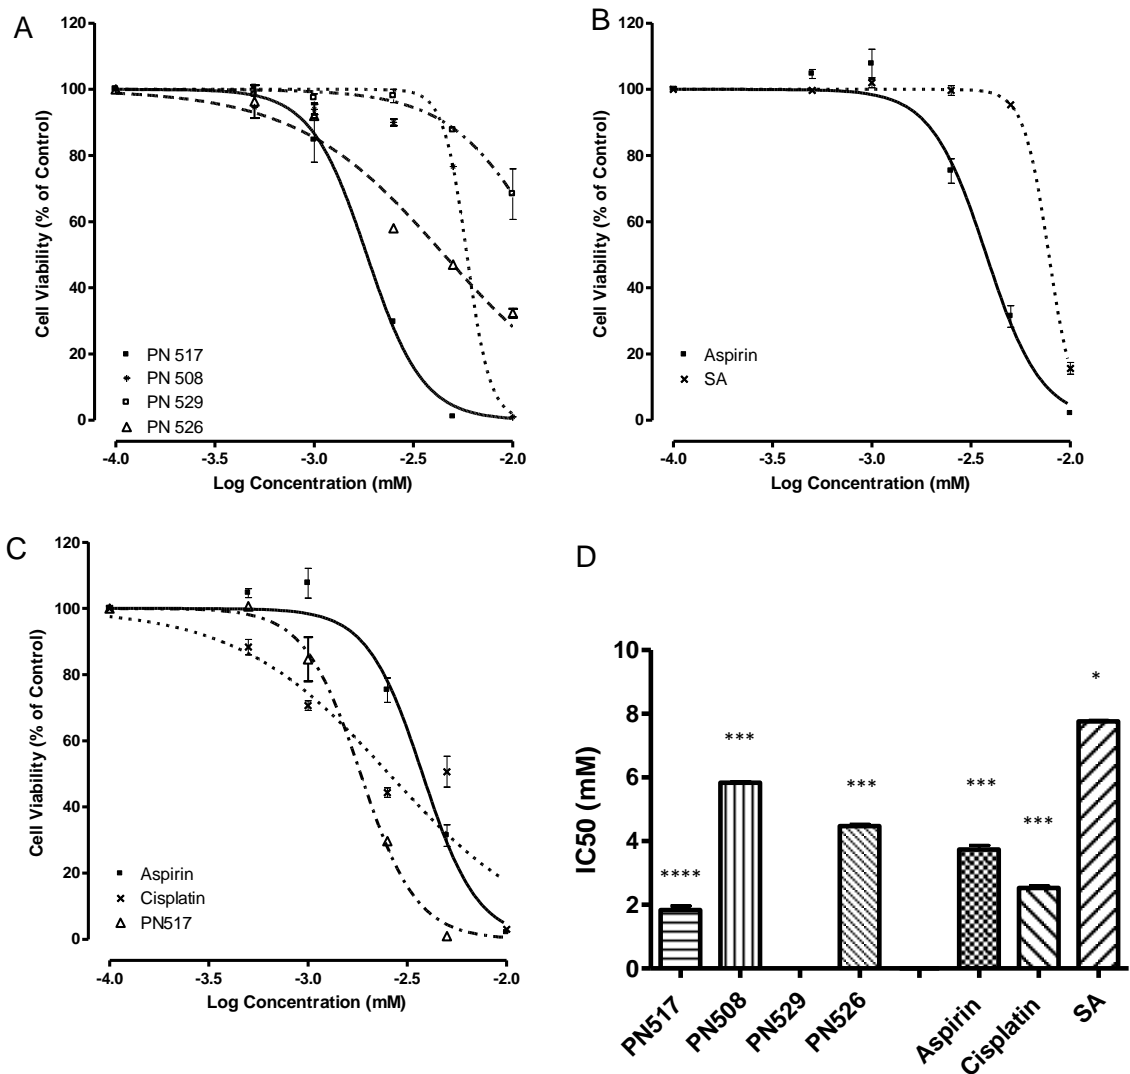 A
120
100
80
60
40
20
0
Cell Viability (% of Control)
PN 517
PN 508
PN 529
PN 526
-4.0 -3.5 -3.0 -2.5 -2.0
Log Concentration (mM)
B
120
100
80
60
40
20
0
Cell Viability (% of Control)
Aspirin
SA
-4.0 -3.5 -3.0 -2.5 -2.0
Log Concentration (mM)
C
120
100
80
60
40
20
0
Cell Viability (% of Control)
Aspirin
Cisplatin
PN517
-4.0 -3.5 -3.0 -2.5 -2.0
Log Concentration (mM)
D
10
8
6
4
2
0
IC50 (mM)
**** *** *** *** *** *
PN517 PN508 PN529 PN526 Aspirin Cisplatin SA